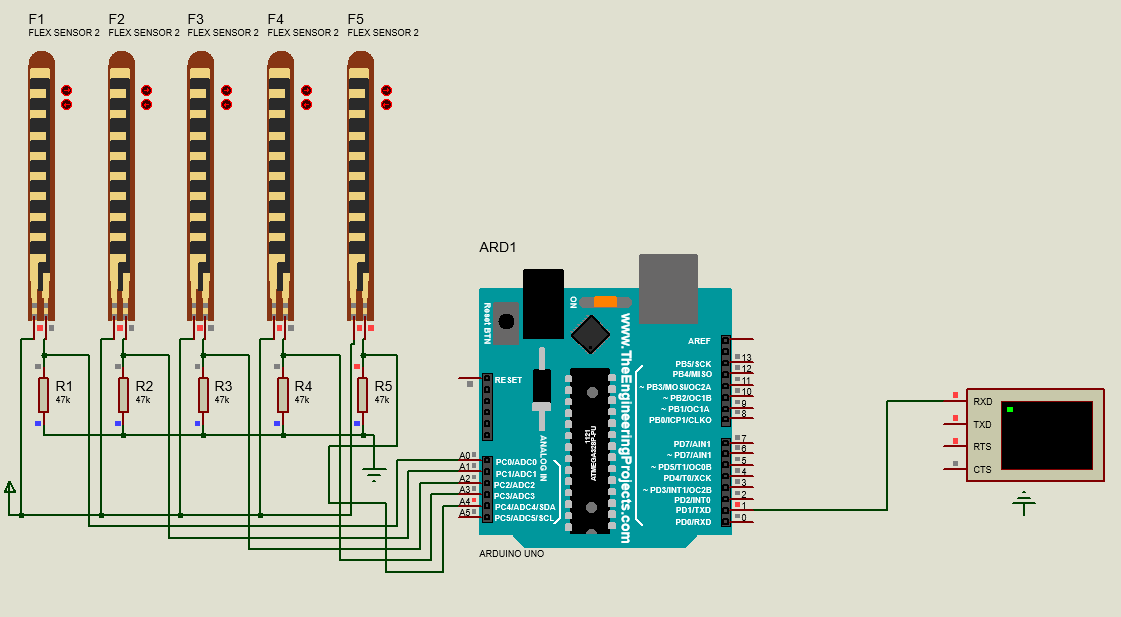 F1 F2 F3 F4 F5
FLEX SENSOR 2 FLEX SENSOR 2 FLEX SENSOR 2 FLEX SENSOR 2 FLEX SENSOR 2
R1 R2 R3 R4 R5
47k 47k 47k 47k 47k
ARD1
Reset BTN
ON
www.TheEngineeringProjects.com
1121
ATMEGA328P-PU
ANALOG IN
RESET
A0 PC0/ADC0
A1 PC1/ADC1
A2 PC2/ADC2
A3 PC3/ADC3
A4 PC4/ADC4/SDA
A5 PC5/ADC5/SCL
AREF
PB5/SCK 13
PB4/MISO 12
~ PB3/MOSI/OC2A 11
~ PB2/OC1B 10
~ PB1/OC1A 9
PB0/ICP1/CLKO 8
PD7/AIN1 7
~ PD7/AIN1 6
~ PD5/T1/OC0B 5
PD4/T0/XCK 4
~ PD3/INT1/OC2B 3
PD2/INT0 2
PD1/TXD 1
PD0/RXD 0
ARDUINO UNO
RXD
TXD
RTS
CTS